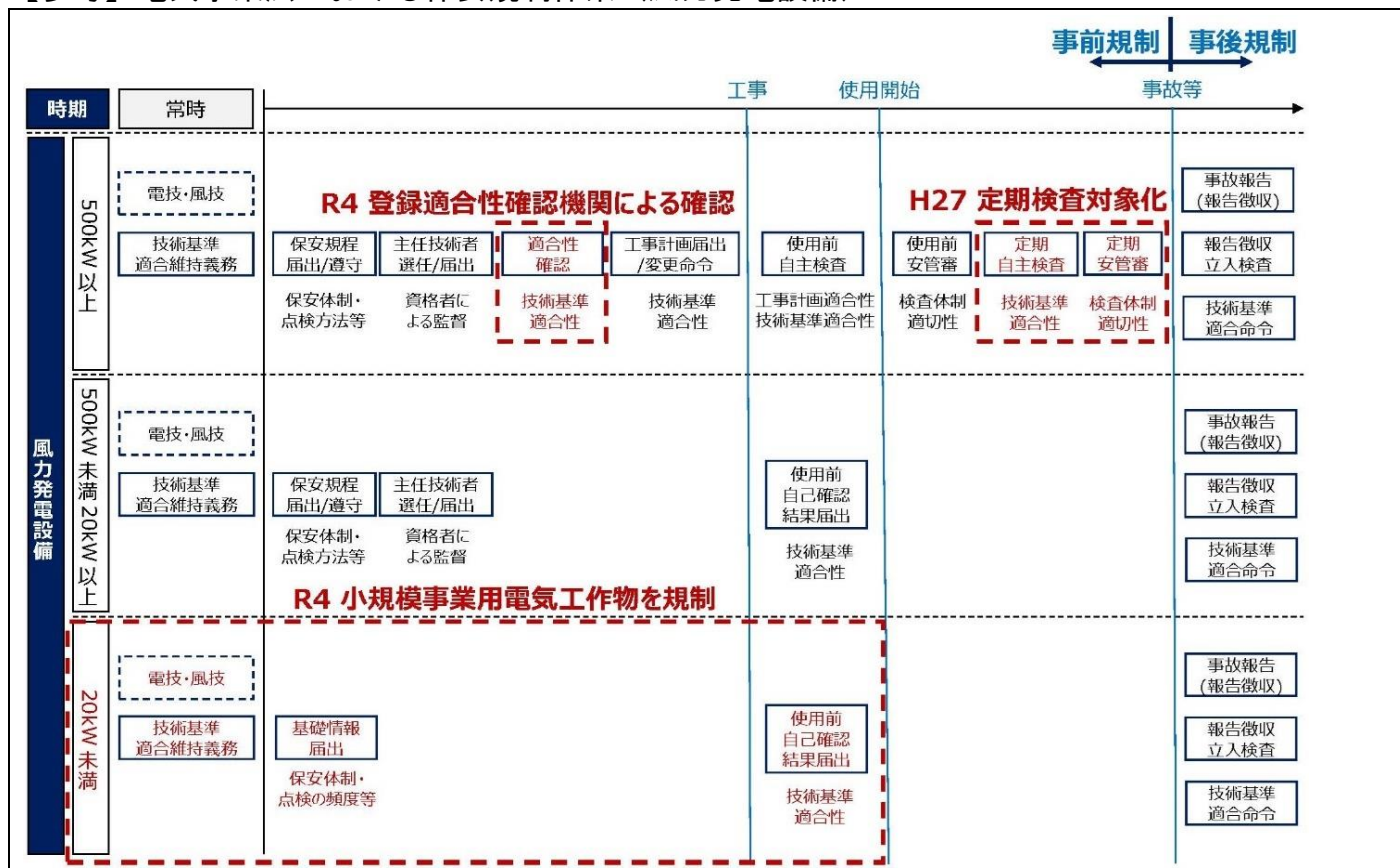 事前規制 事後規制
工事 使用開始 事故等
時期 常時
風力発電設備
500kW以上
電技・風技
技術基準
適合維持義務
R4 登録適合性確認機関による確認
保安規程
届出/遵守
保安体制・
点検方法等
主任技術者
選任/届出
資格者に
よる監督
適合性
確認
技術基準
適合性
工事計画届出
/変更命令
技術基準
適合性
使用前
自主検査
工事計画適合性
技術基準適合性
H27 定期検査対象化
使用前
安管審
検査体制
適切性
定期
自主検査
技術基準
適合性
定期
安管審
検査体制
適切性
事故報告
(報告徴収)
報告徴収
立入検査
技術基準
適合命令
500kW未満20kW以上
電技・風技
技術基準
適合維持義務
保安規程
届出/遵守
保安体制・
点検方法等
主任技術者
選任/届出
資格者に
よる監督
使用前
自己確認
結果届出
技術基準
適合性
事故報告
(報告徴収)
報告徴収
立入検査
技術基準
適合命令
R4 小規模事業用電気工作物を規制
20kW未満
電技・風技
技術基準
適合維持義務
基礎情報
届出
保安体制・
点検の頻度等
使用前
自己確認
結果届出
技術基準
適合性
事故報告
(報告徴収)
報告徴収
立入検査
技術基準
適合命令